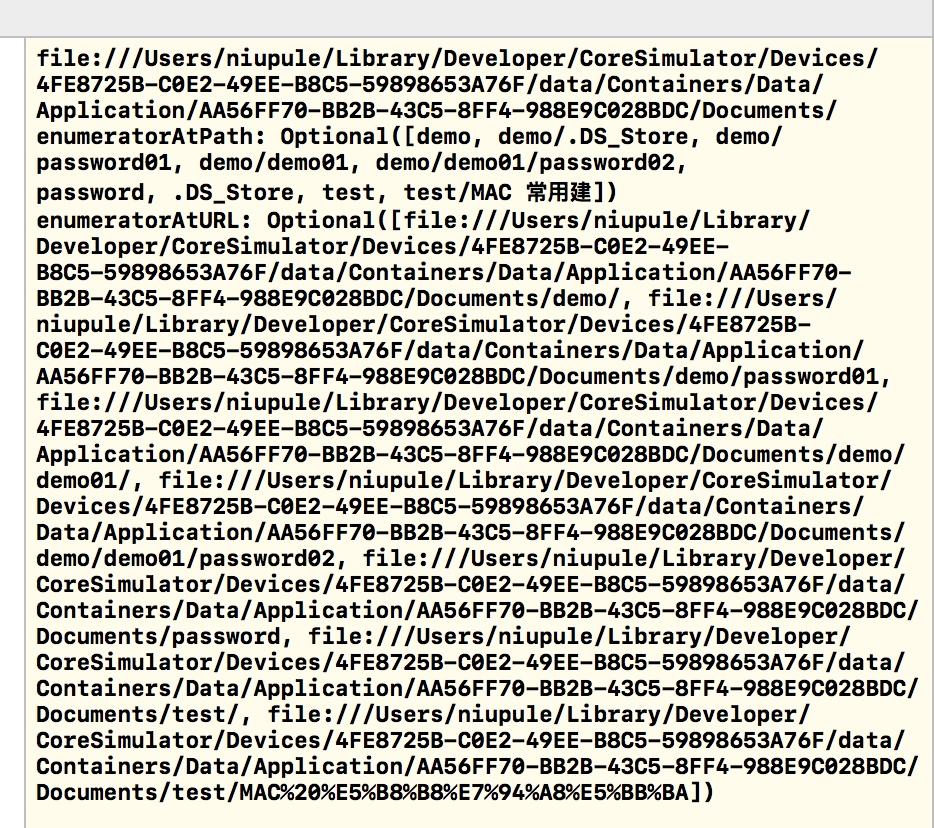 file:///Users/niupule/Library/Developer/CoreSimulator/Devices/
4FE8725B-C0E2-49EE-B8C5-59898653A76F/data/Containers/Data/
Application/AA56FF70-BB2B-43C5-8FF4-988E9C028BDC/Documents/
enumeratorAtPath: Optional([demo, demo/.DS_Store, demo/
password01, demo/demo01, demo/demo01/password02,
password, .DS_Store, test, test/MAC 常用建])
enumeratorAtURL: Optional([file:///Users/niupule/Library/
Developer/CoreSimulator/Devices/4FE8725B-C0E2-49EE-
B8C5-59898653A76F/data/Containers/Data/Application/AA56FF70-
BB2B-43C5-8FF4-988E9C028BDC/Documents/demo/, file:///Users/
niupule/Library/Developer/CoreSimulator/Devices/4FE8725B-
C0E2-49EE-B8C5-59898653A76F/data/Containers/Data/Application/
AA56FF70-BB2B-43C5-8FF4-988E9C028BDC/Documents/demo/password01,
file:///Users/niupule/Library/Developer/CoreSimulator/Devices/
4FE8725B-C0E2-49EE-B8C5-59898653A76F/data/Containers/Data/
Application/AA56FF70-BB2B-43C5-8FF4-988E9C028BDC/Documents/demo/
demo01/, file:///Users/niupule/Library/Developer/CoreSimulator/
Devices/4FE8725B-C0E2-49EE-B8C5-59898653A76F/data/Containers/
Data/Application/AA56FF70-BB2B-43C5-8FF4-988E9C028BDC/Documents/
demo/demo01/password02, file:///Users/niupule/Library/Developer/
CoreSimulator/Devices/4FE8725B-C0E2-49EE-B8C5-59898653A76F/data/
Containers/Data/Application/AA56FF70-BB2B-43C5-8FF4-988E9C028BDC/
Documents/password, file:///Users/niupule/Library/Developer/
CoreSimulator/Devices/4FE8725B-C0E2-49EE-B8C5-59898653A76F/data/
Containers/Data/Application/AA56FF70-BB2B-43C5-8FF4-988E9C028BDC/
Documents/test/, file:///Users/niupule/Library/Developer/
CoreSimulator/Devices/4FE8725B-C0E2-49EE-B8C5-59898653A76F/data/
Containers/Data/Application/AA56FF70-BB2B-43C5-8FF4-988E9C028BDC/
Documents/test/MAC%20%E5%B8%B8%E7%94%A8%E5%BB%BA])